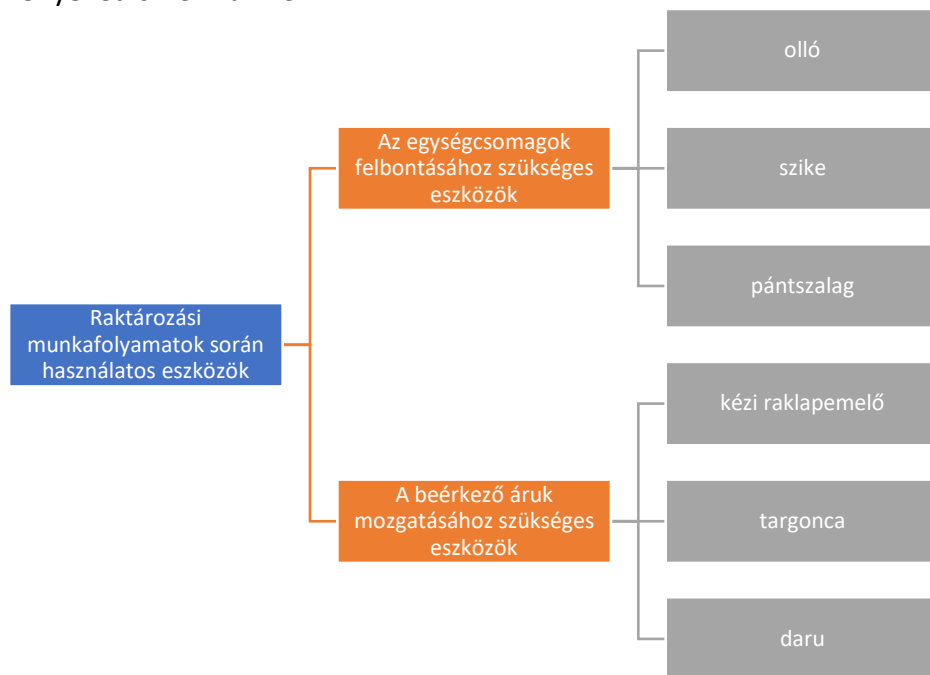 olló
Az egységcsomagok
felbontásához szükséges
eszközök
szike
pántszalag
Raktározási
munkafolyamatok során
használatos eszközök
kézi raklapemelő
A beérkező áruk
mozgatásához szükséges
eszközök
targonca
daru